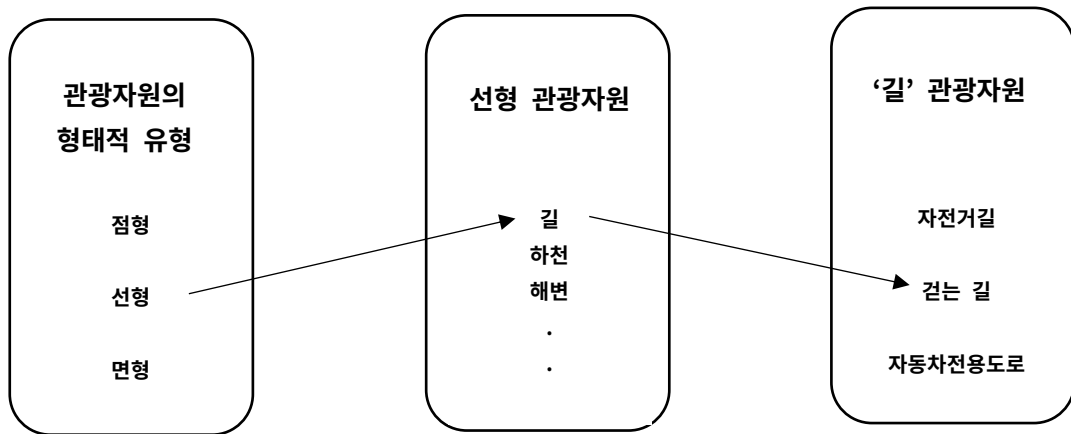 관광자원의
형태적 유형
점형
선형
면형
선형 관광자원
길
하천
해변
.
.
‘길’ 관광자원
자전거길
걷는 길
자동차전용도로